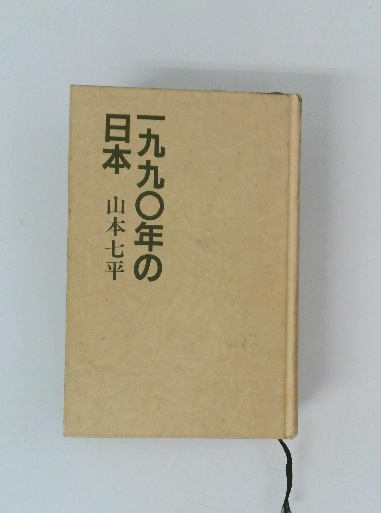 一九九〇年の
日本
山本七平